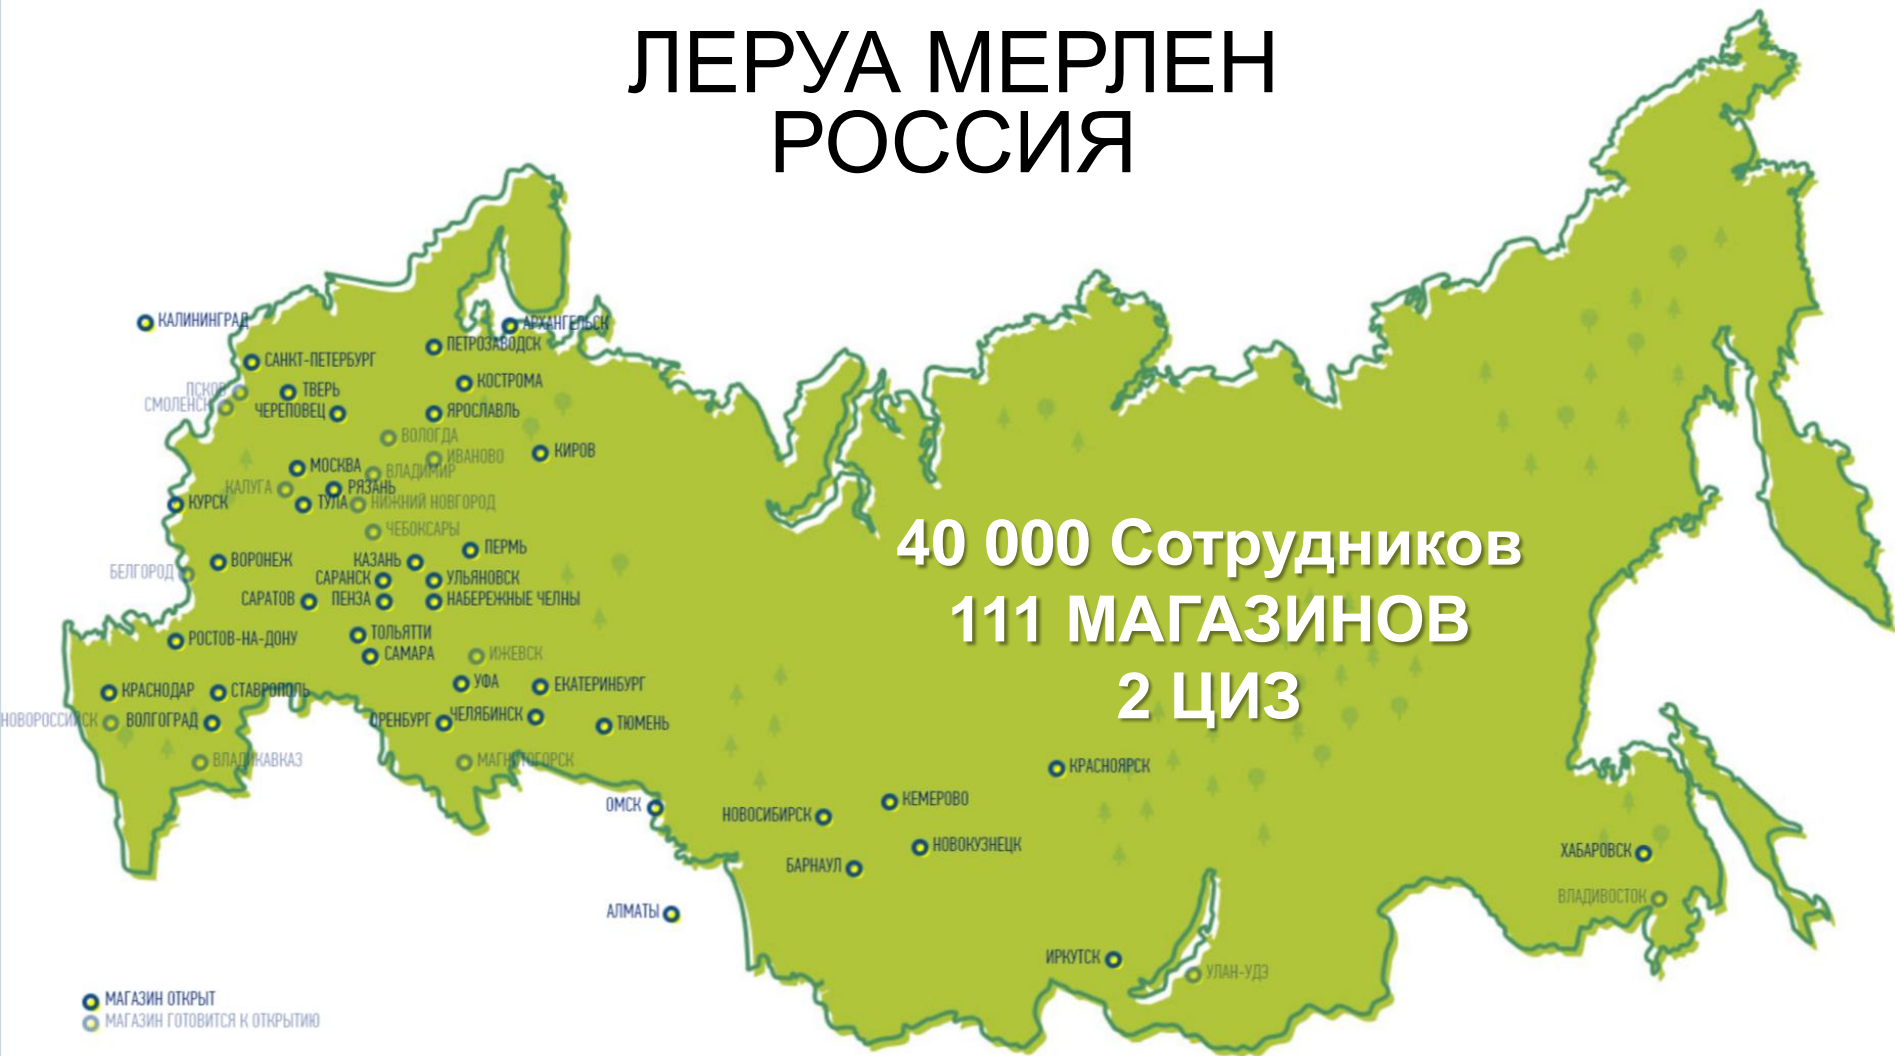 ЛЕРУА МЕРЛЕН
РОССИЯ
КАЛИНИНГРАД
АРХАНГЕЛЬСК
ПЕТРОЗАВОДСК
САНКТ-ПЕТЕРБУРГ
КОСТРОМА
ПСКОВ
ТВЕРЬ
СМОЛЕНСК
ЧЕРЕПОВЕЦ
ЯРОСЛАВЛЬ
ВОЛОГДА
КИРОВ
ИВАНОВО
МОСКВА
ВЛАДИМИР
КАЛУГА
РЯЗАНЬ
КУРСК
ТУЛА
НИЖНИЙ НОВГОРОД
ЧЕБОКСАРЫ
40 000 Сотрудников
111 МАГАЗИНОВ
2 ЦИЗ
ПЕРМЬ
ВОРОНЕЖ
КАЗАНЬ
БЕЛГОРОД
САРАНСК
УЛЬЯНОВСК
САРАТОВ
ПЕНЗА
НАБЕРЕЖНЫЕ ЧЕЛНЫ
РОСТОВ-НА-ДОНУ
ТОЛЬЯТТИ
САМАРА
ИЖЕВСК
УФА
ЕКАТЕРИНБУРГ
КРАСНОДАР
СТАВРОПОЛЬ
НОВОРОССИЙСК
ВОЛГОГРАД
ОРЕНБУРГ
ЧЕЛЯБИНСК
ТЮМЕНЬ
ВЛАДИКАВКАЗ
МАГНИТОГОРСК
КРАСНОЯРСК
ОМСК
НОВОСИБИРСК
КЕМЕРОВО
НОВОКУЗНЕЦК
БАРНАУЛ
ХАБАРОВСК
ВЛАДИВОСТОК
АЛМАТЫ
ИРКУТСК
УЛАН-УДЭ
МАГАЗИН ОТКРЫТ
МАГАЗИН ГОТОВИТСЯ К ОТКРЫТИЮ